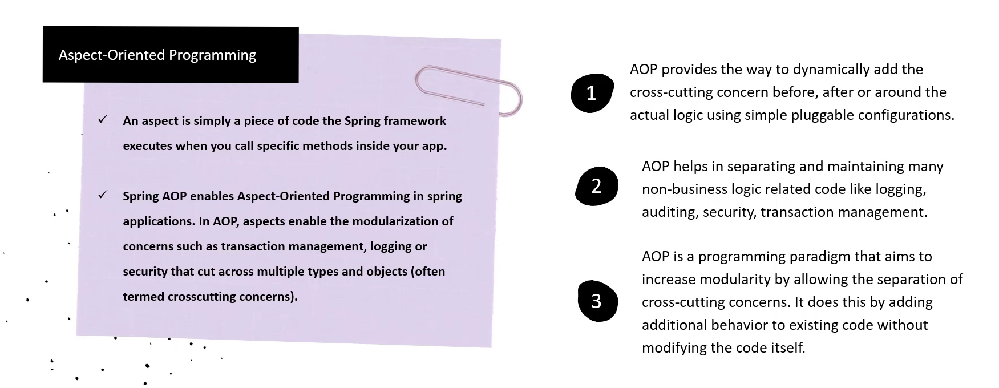 Aspect-Oriented Programming
✓ An aspect is simply a piece of code the Spring framework
executes when you call specific methods inside your app.
✓ Spring AOP enables Aspect-Oriented Programming in spring
applications. In AOP, aspects enable the modularization of
concerns such as transaction management, logging or
security that cut across multiple types and objects (often
termed crosscutting concerns).
1
AOP provides the way to dynamically add the
cross-cutting concern before, after or around the
actual logic using simple pluggable configurations.
2
AOP helps in separating and maintaining many
non-business logic related code like logging,
auditing, security, transaction management.
3
AOP is a programming paradigm that aims to
increase modularity by allowing the separation of
cross-cutting concerns. It does this by adding
additional behavior to existing code without
modifying the code itself.